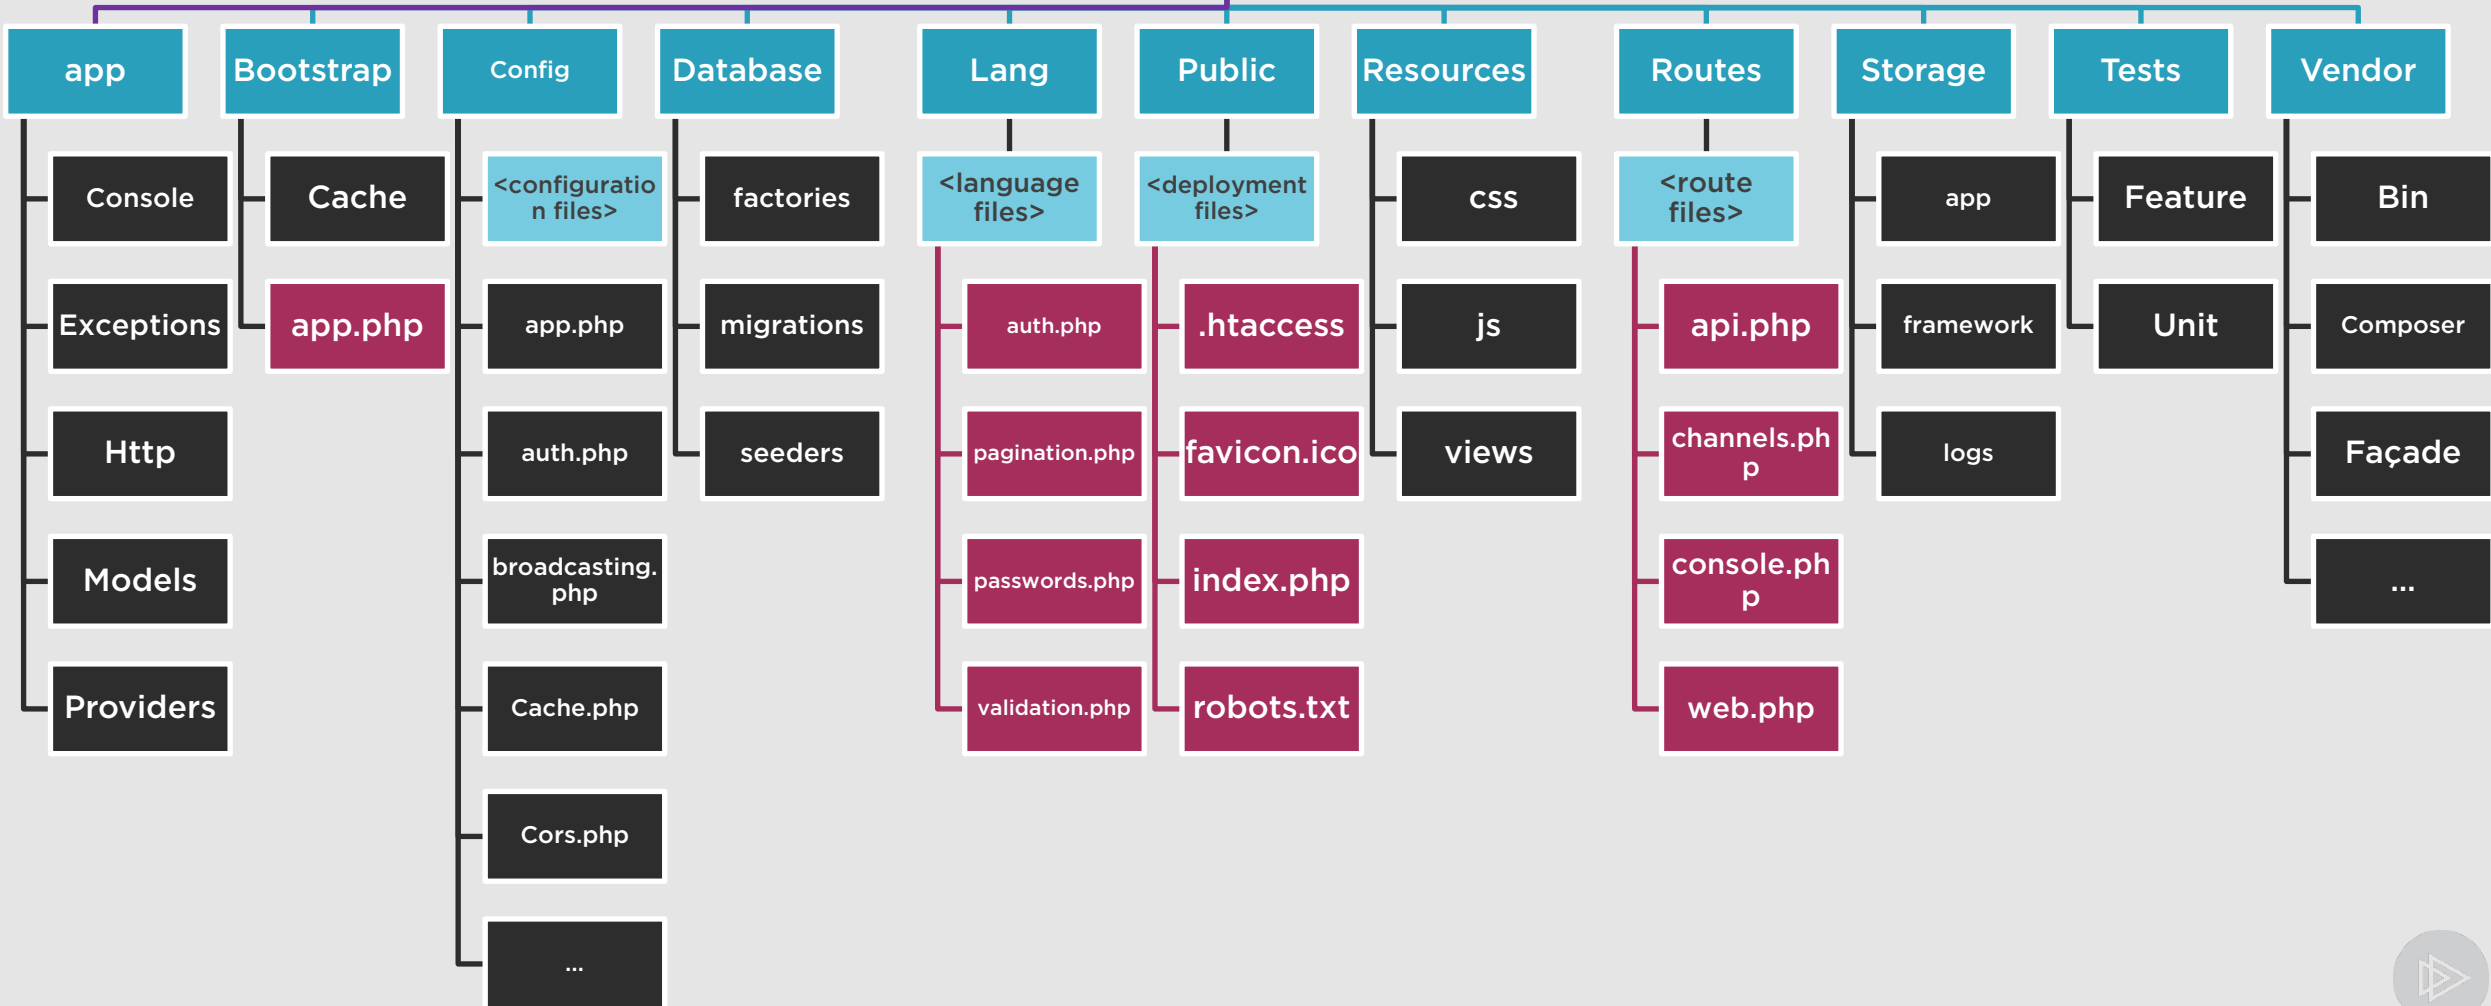 app
Bootstrap
Config
Database
Lang
Public
Resources
Routes
Storage
Tests
Vendor
Console
Exceptions
Http
Models
Providers
Cache
app.php
<configuratio
n files>
app.php
auth.php
broadcasting.
php
Cache.php
Cors.php
...
factories
migrations
seeders
<language
files>
auth.php
pagination.php
passwords.php
validation.php
<deployment
files>
.htaccess
favicon.ico
index.php
robots.txt
css
js
views
<route
files>
api.php
channels.ph
p
console.ph
p
web.php
app
framework
logs
Feature
Unit
Bin
Composer
Façade
...